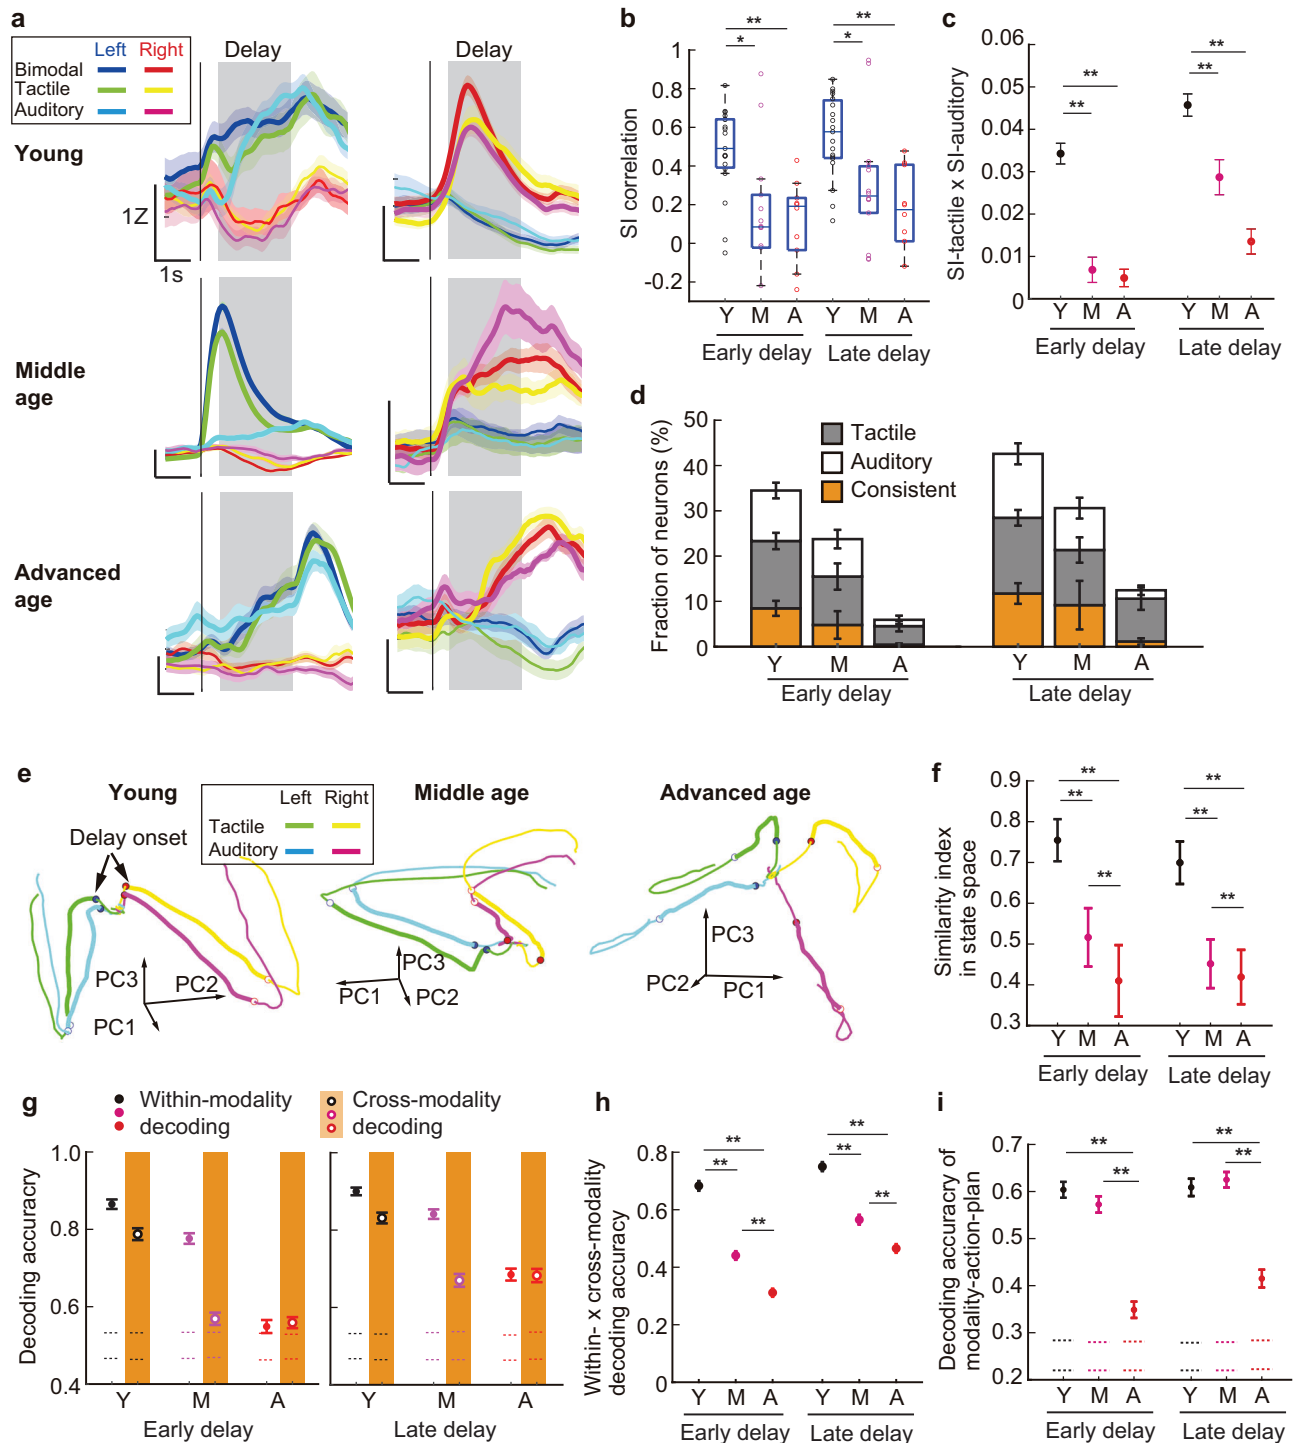 a
Left Right
Bimodal
Tactile
Auditory
Delay
Delay
Young
1Z
1s
Middle
age
Advanced
age
b
**
**
*
*
SI correlation
1
0.8
0.6
0.4
0.2
0
-0.2
Y M A Y M A
Early delay Late delay
c
SI-tactile x SI-auditory
0.06
0.05
0.04
0.03
0.02
0.01
0
**
**
**
**
Y M A Y M A
Early delay Late delay
d
Fraction of neurons (%)
50
40
30
20
10
0
Tactile
Auditory
Consistent
Y M A Y M A
Early delay Late delay
e
Young
Left Right
Tactile
Auditory
Middle age
Advanced age
Delay onset
PC3
PC2
PC1
PC3
PC1
PC2
PC3
PC2
PC1
f
Similarity index
in state space
0.9
0.8
0.7
0.6
0.5
0.4
0.3
**
**
**
**
**
**
Y M A Y M A
Early delay Late delay
g
Within-modality
decoding
Cross-modality
decoding
Decoding accuracry
1.0
0.8
0.6
0.4
Y M A Y M A
Early delay Late delay
h
Within- x cross-modality
decoding accuracy
0.8
0.6
0.4
0.2
0
**
**
**
**
**
**
Y M A Y M A
Early delay Late delay
i
Decoding accuracry of
modality-action-plan
0.7
0.6
0.5
0.4
0.3
0.2
**
**
**
**
Y M A Y M A
Early delay Late delay